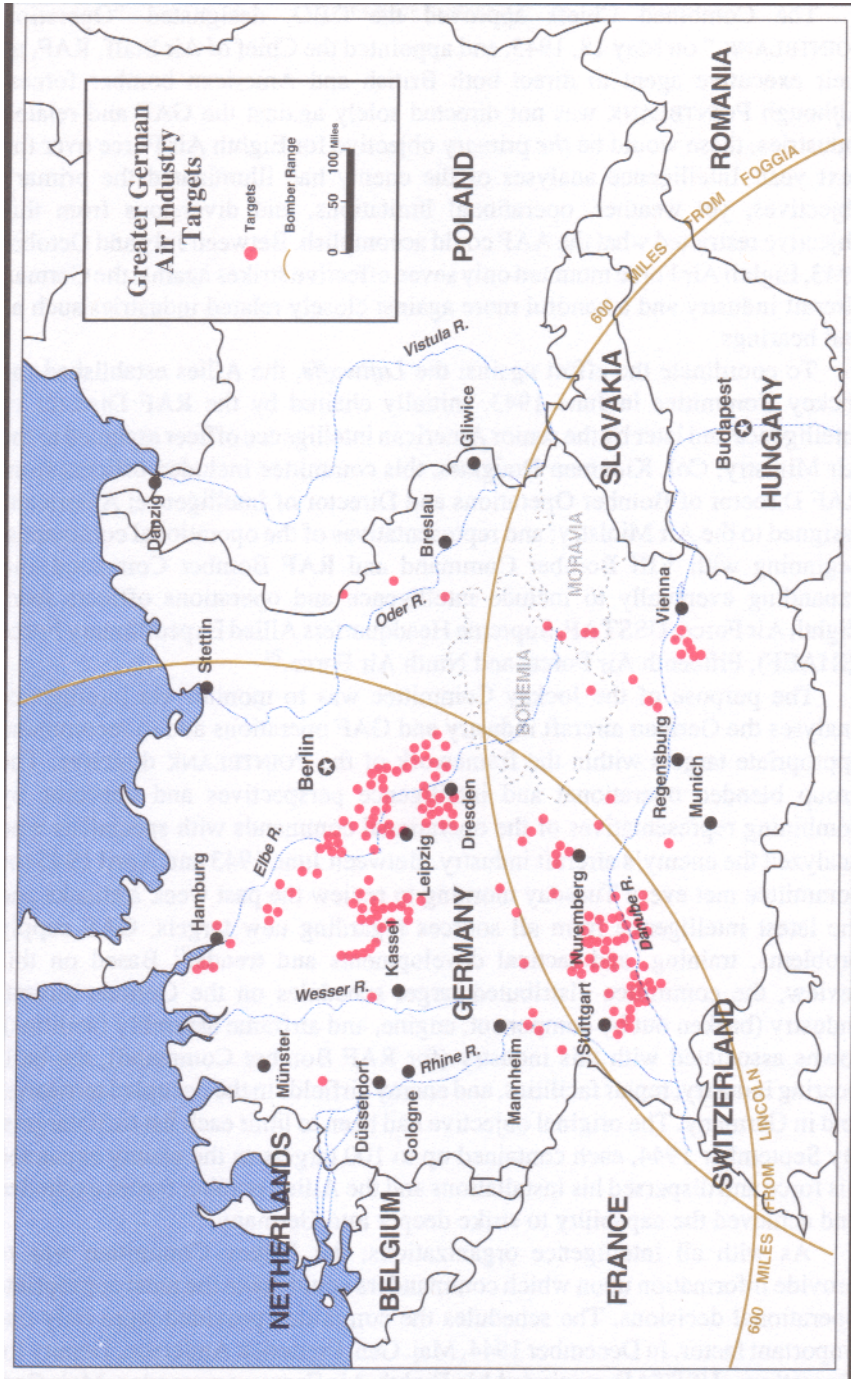 Greater German
Air Industry
Targets
Targets
Bomber Range
0
50
100 Miles
NETHERLANDS
BELGIUM
FRANCE
SWITZERLAND
GERMANY
POLAND
SLOVAKIA
HUNGARY
ROMANIA
BOHEMIA
MORAVIA
Hamburg
Stettin
Danzig
Berlin
Münster
Düsseldorf
Cologne
Kassel
Leipzig
Dresden
Breslau
Gliwice
Mannheim
Stuttgart
Nuremberg
Regensburg
Munich
Vienna
Budapest
Elbe R.
Wesser R.
Rhine R.
Oder R.
Vistula R.
Danube R.
600 MILES FROM LINCOLN
600 MILES FROM FOGGIA